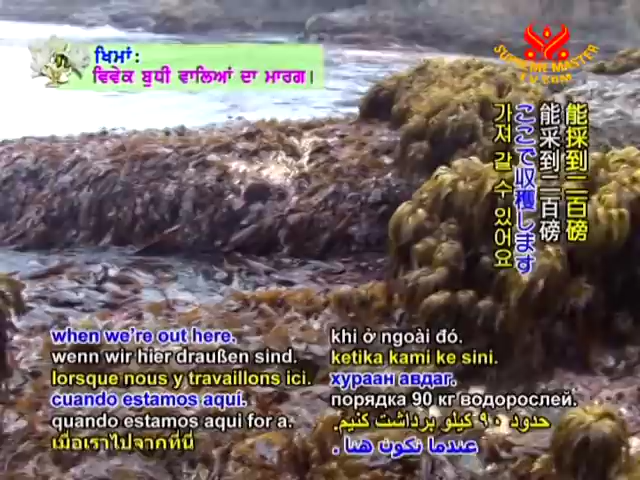 ਖਿਮਾਂ:
ਵਿਵੇਕ ਬੁਧੀ ਵਾਲਿਆਂ ਦਾ ਮਾਰਗ।
SUPREME MASTER
TV.COM
能採到二百磅
能采到二百磅
ここで収穫します
가져 갈 수 있어요
when we're out here.
wenn wir hier draußen sind.
lorsque nous y travaillons ici.
cuando estamos aquí.
quando estamos aqui for a.
เมื่อเราไปจากที่นี่
khi ở ngoài đó.
ketika kami ke sini.
хураан авдаг.
порядка 90 кг водорослей.
حدود ۹۰ کیلو برداشت کنیم.
عندما نكون هنا .